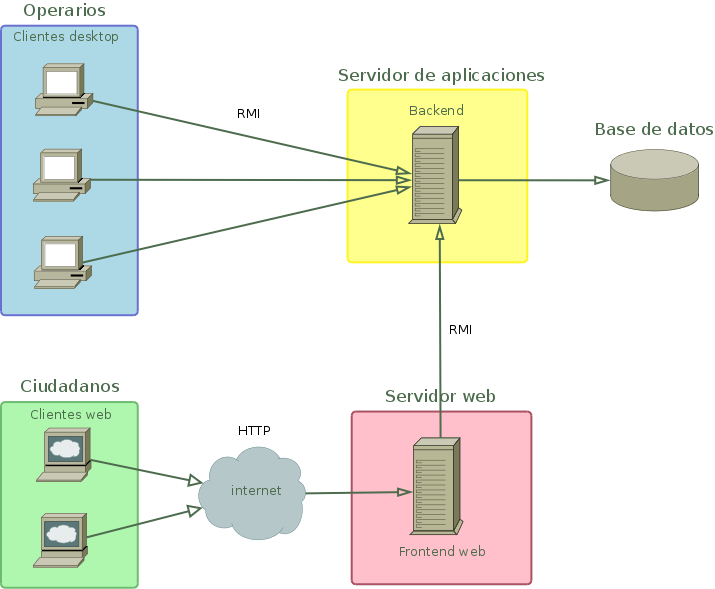 Operarios
Clientes desktop
RMI
Servidor de aplicaciones
Backend
Base de datos
RMI
Ciudadanos
Clientes web
HTTP
internet
Servidor web
Frontend web